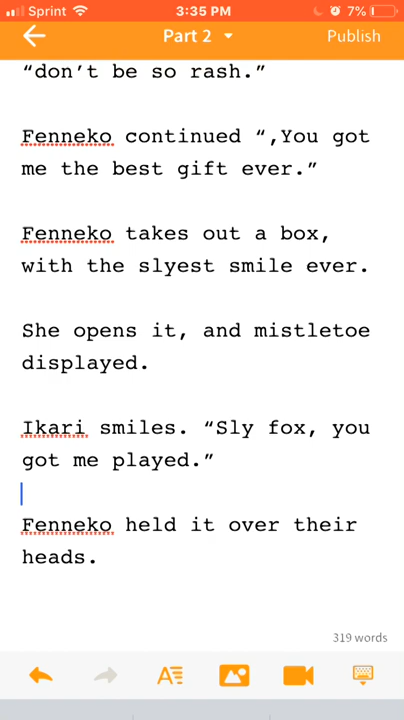 Sprint 3:35 PM 7%
Part 2 Publish
“don’t be so rash.”
Fenneko continued “,You got
me the best gift ever.”
Fenneko takes out a box,
with the slyest smile ever.
She opens it, and mistletoe
displayed.
Ikari smiles. “Sly fox, you
got me played.”
Fenneko held it over their
heads.
319 words
A